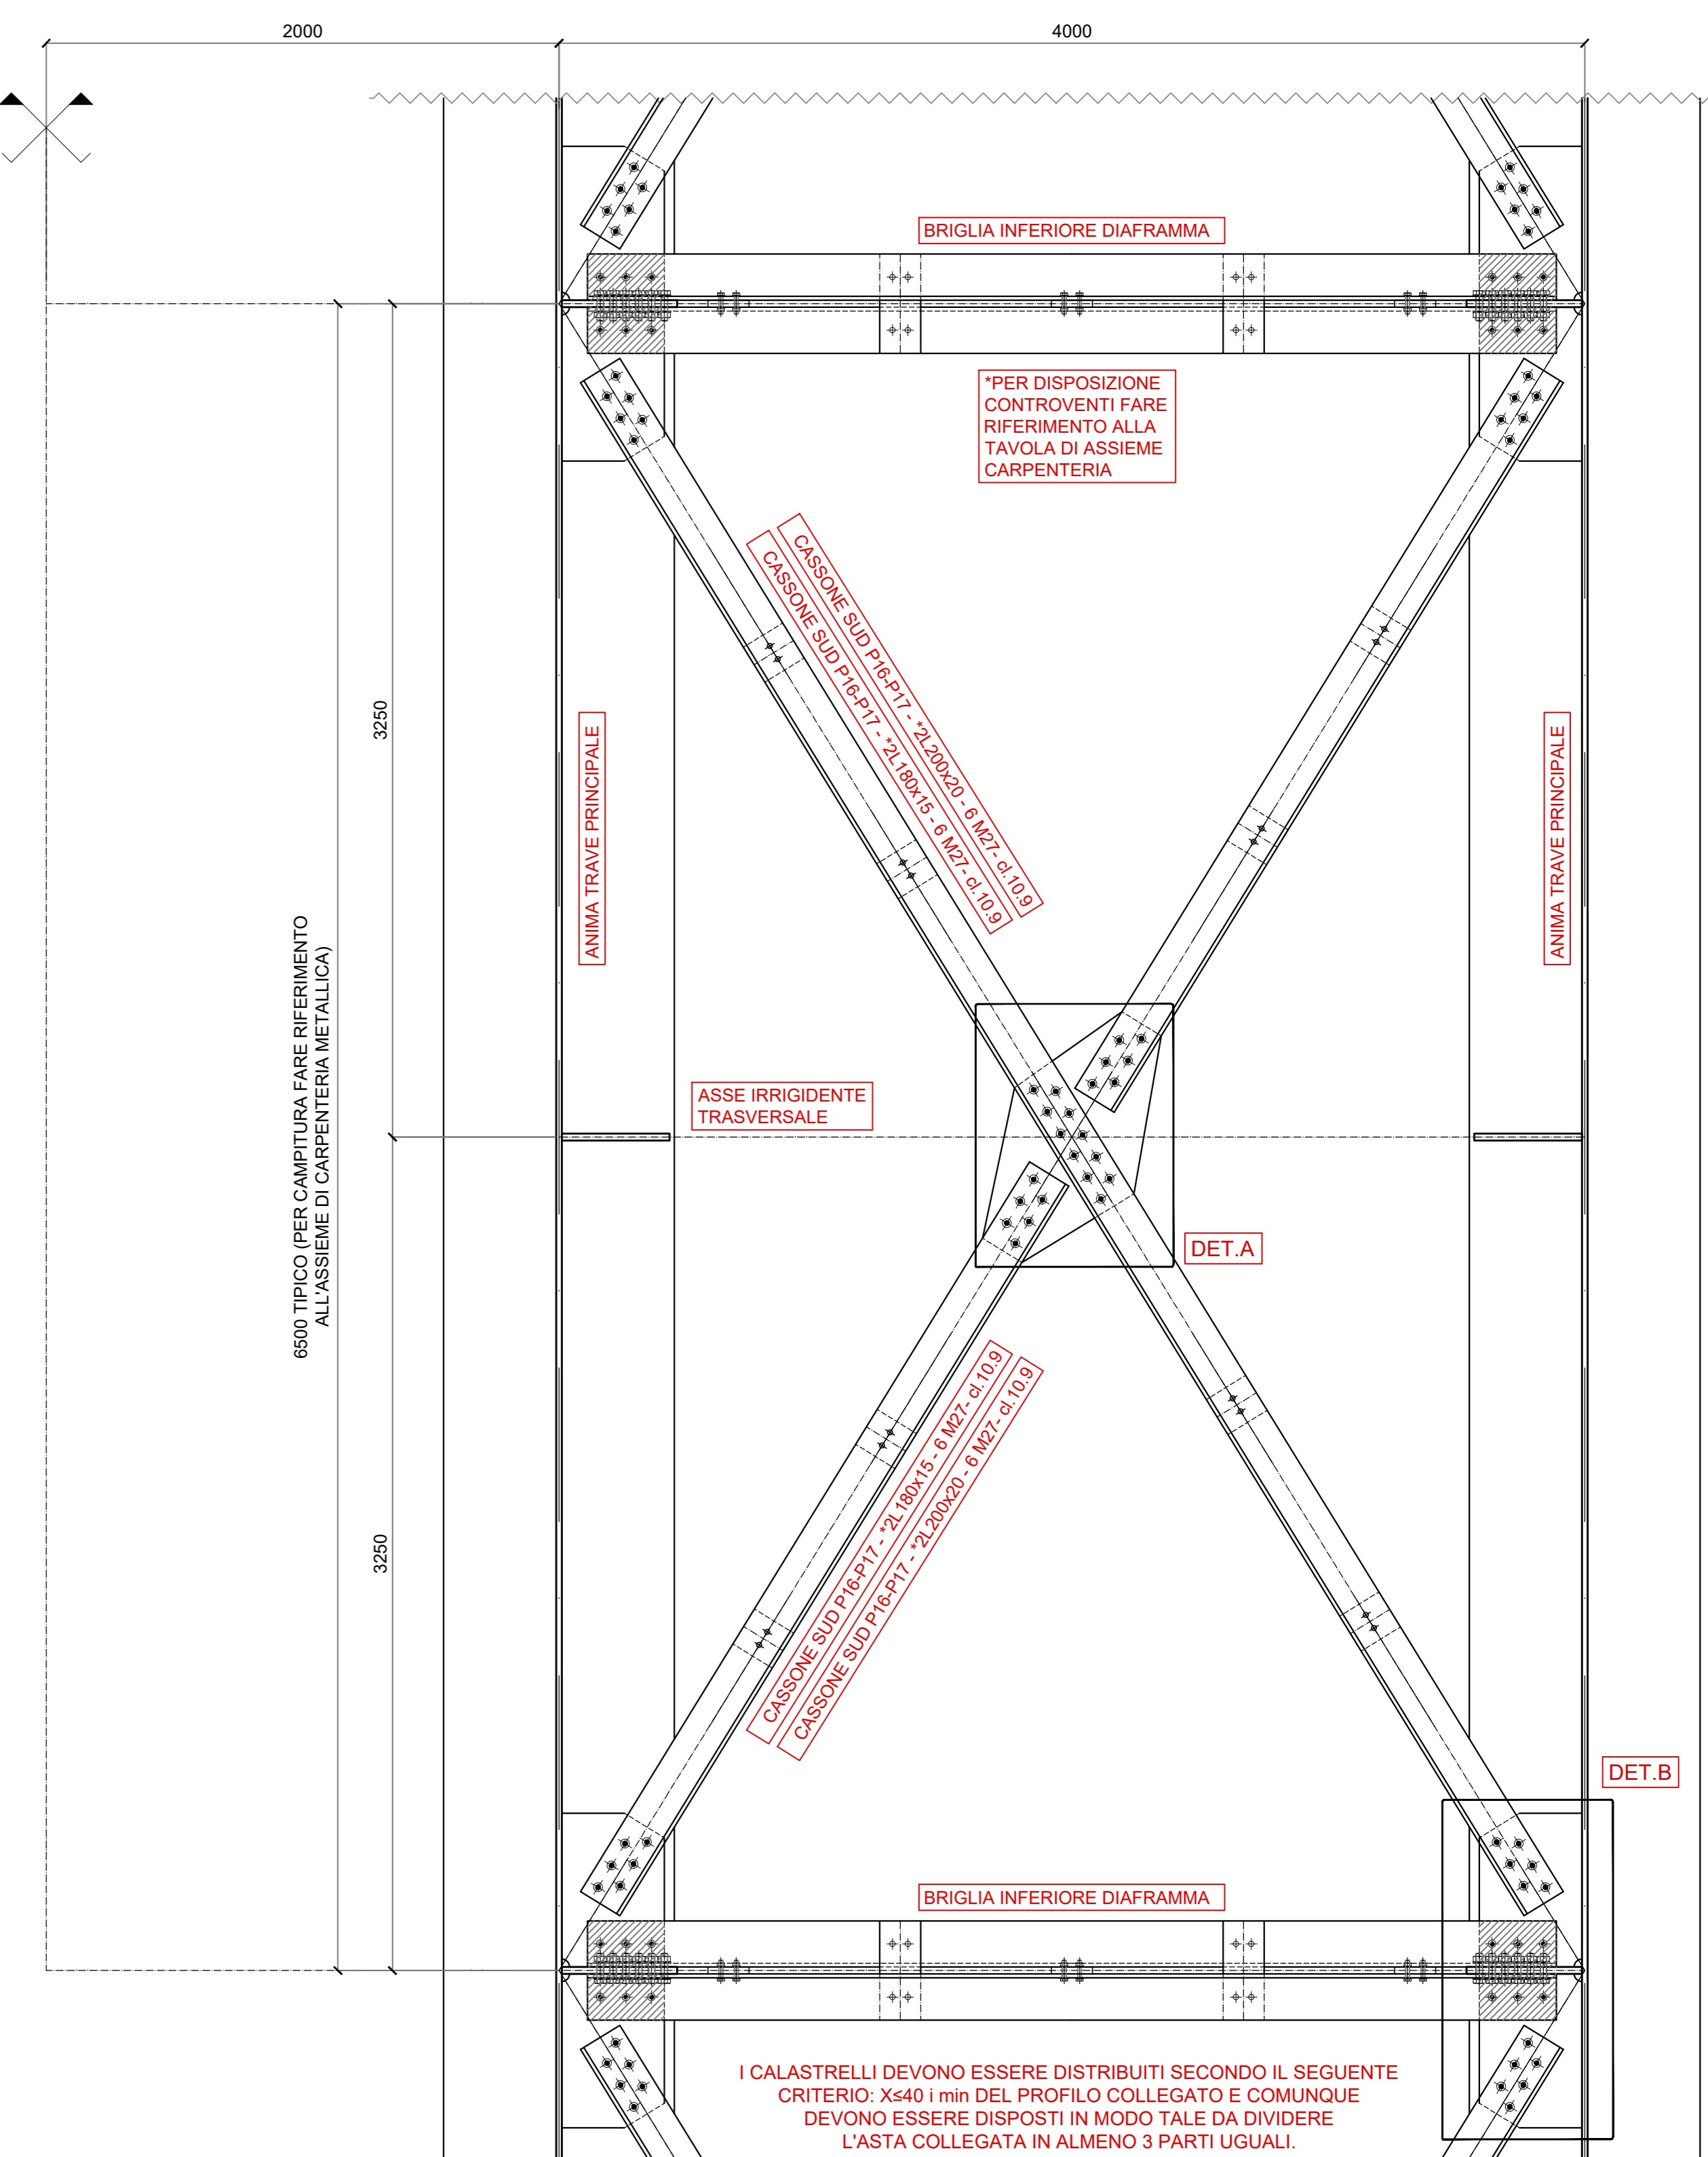 2000
4000
BRIGLIA INFERIORE DIAFRAMMA
*PER DISPOSIZIONE
CONTROVENTI FARE
RIFERIMENTO ALLA
TAVOLA DI ASSIEME
CARPENTERIA
CASSONE SUD P16-P17 - *2L200x20 - 6 M27- cl.10.9
CASSONE SUD P16-P17 - *2L180x15 - 6 M27- cl.10.9
3250
ANIMA TRAVE PRINCIPALE
ANIMA TRAVE PRINCIPALE
6500 TIPICO (PER CAMPITURA FARE RIFERIMENTO
ALL'ASSIEME DI CARPENTERIA METALLICA)
ASSE IRRIGIDENTE
TRASVERSALE
DET.A
CASSONE SUD P16-P17 - *2L180x15 - 6 M27- cl.10.9
CASSONE SUD P16-P17 - *2L200x20 - 6 M27- cl.10.9
3250
DET.B
BRIGLIA INFERIORE DIAFRAMMA
I CALASTRELLI DEVONO ESSERE DISTRIBUITI SECONDO IL SEGUENTE
CRITERIO: X≤40 i min DEL PROFILO COLLEGATO E COMUNQUE
DEVONO ESSERE DISPOSTI IN MODO TALE DA DIVIDERE
L'ASTA COLLEGATA IN ALMENO 3 PARTI UGUALI.